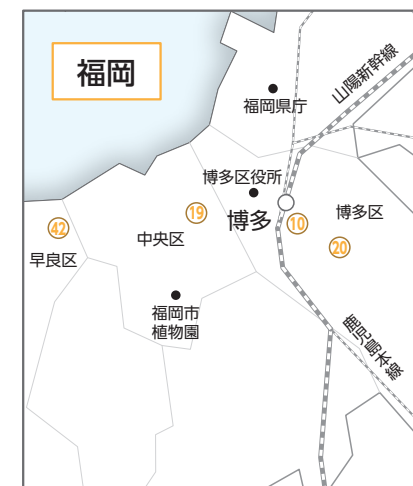 福岡
福岡県庁
山陽新幹線
博多区役所
博多
博多区
19
中央区
42
早良区
10
20
福岡市
植物園
鹿児島本線